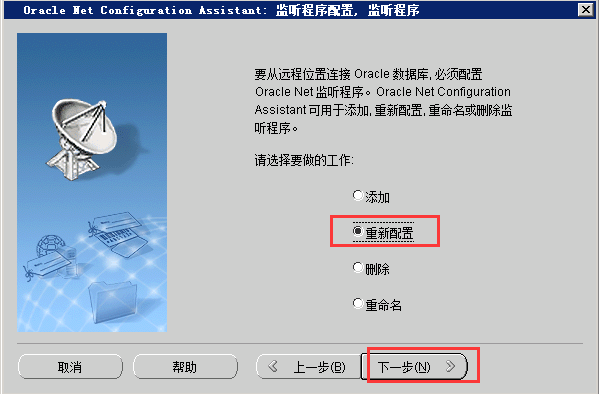 Oracle Net Configuration Assistant: 监听程序配置, 监听程序
要从远程位置连接 Oracle 数据库, 必须配置
Oracle Net 监听程序。Oracle Net Configuration
Assistant 可用于添加, 重新配置, 重命名或删除监
听程序。
请选择要做的工作:
添加
重新配置
删除
重命名
取消
帮助
上一步(B)
下一步(N)